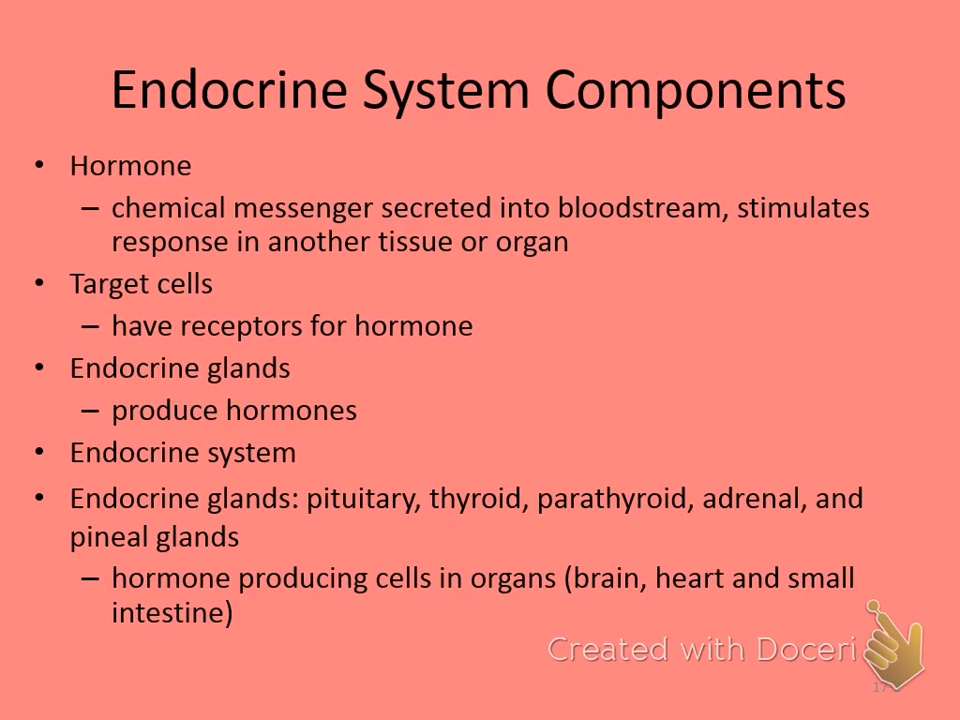 Endocrine System Components
• Hormone
– chemical messenger secreted into bloodstream, stimulates
response in another tissue or organ
• Target cells
– have receptors for hormone
• Endocrine glands
– produce hormones
• Endocrine system
• Endocrine glands: pituitary, thyroid, parathyroid, adrenal, and
pineal glands
– hormone producing cells in organs (brain, heart and small
intestine)
Created with Doceri